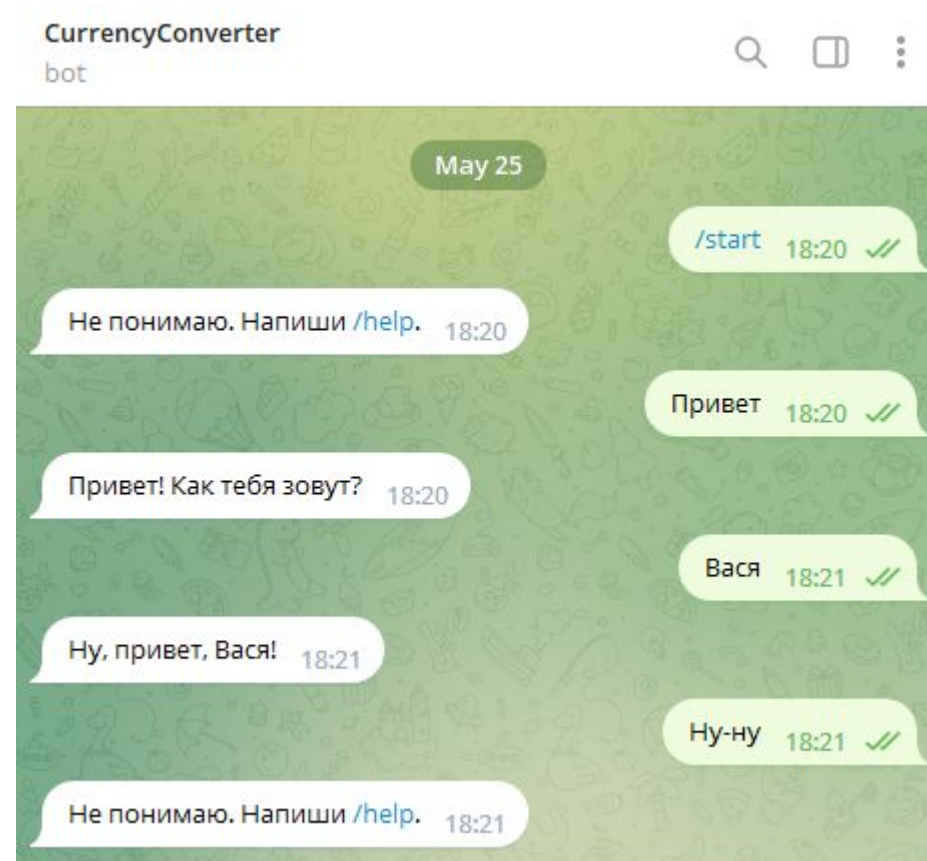 CurrencyConverter
bot
May 25
/start 18:20
Не понимаю. Напиши /help. 18:20
Привет 18:20
Привет! Как тебя зовут? 18:20
Вася 18:21
Ну, привет, Вася! 18:21
Ну-ну 18:21
Не понимаю. Напиши /help. 18:21